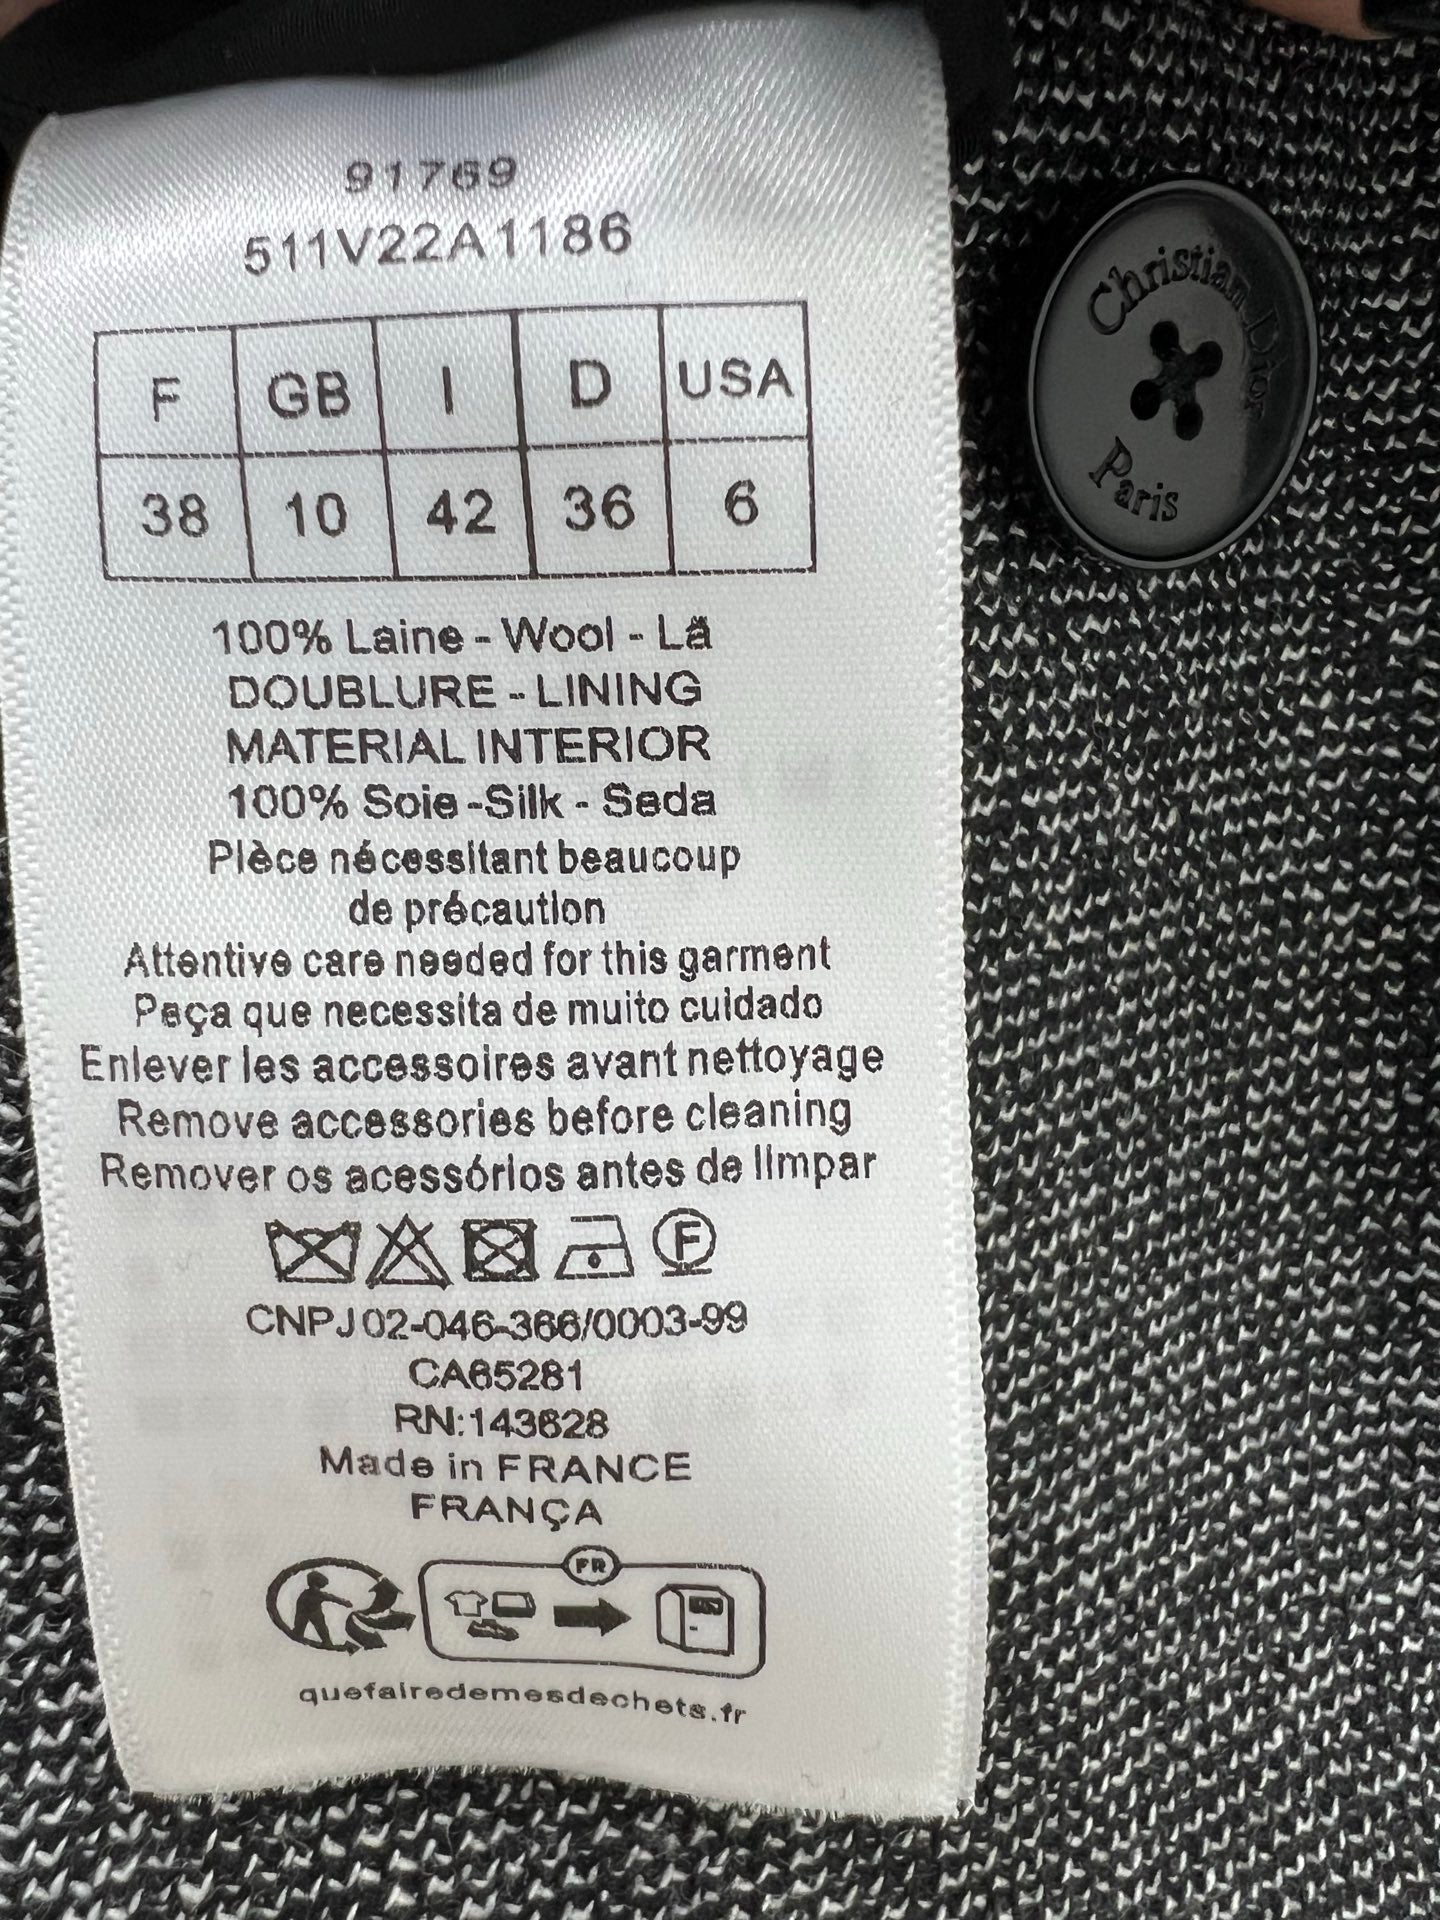 91769
511V22A1186
F GB I D USA
38 10 42 36 6
100% Laine - Wool - Lã
DOUBLURE - LINING
MATERIAL INTERIOR
100% Soie -Silk - Seda
Pièce nécessitant beaucoup
de précaution
Attentive care needed for this garment
Peça que necessita de muito cuidado
Enlever les accessoires avant nettoyage
Remove accessories before cleaning
Remover os acessórios antes de limpar
F
CNPJ 02-046-366/0003-99
CA65281
RN:143628
Made in FRANCE
FRANÇA
FR
quefairedemesdechets.fr
Christian Dior
Paris